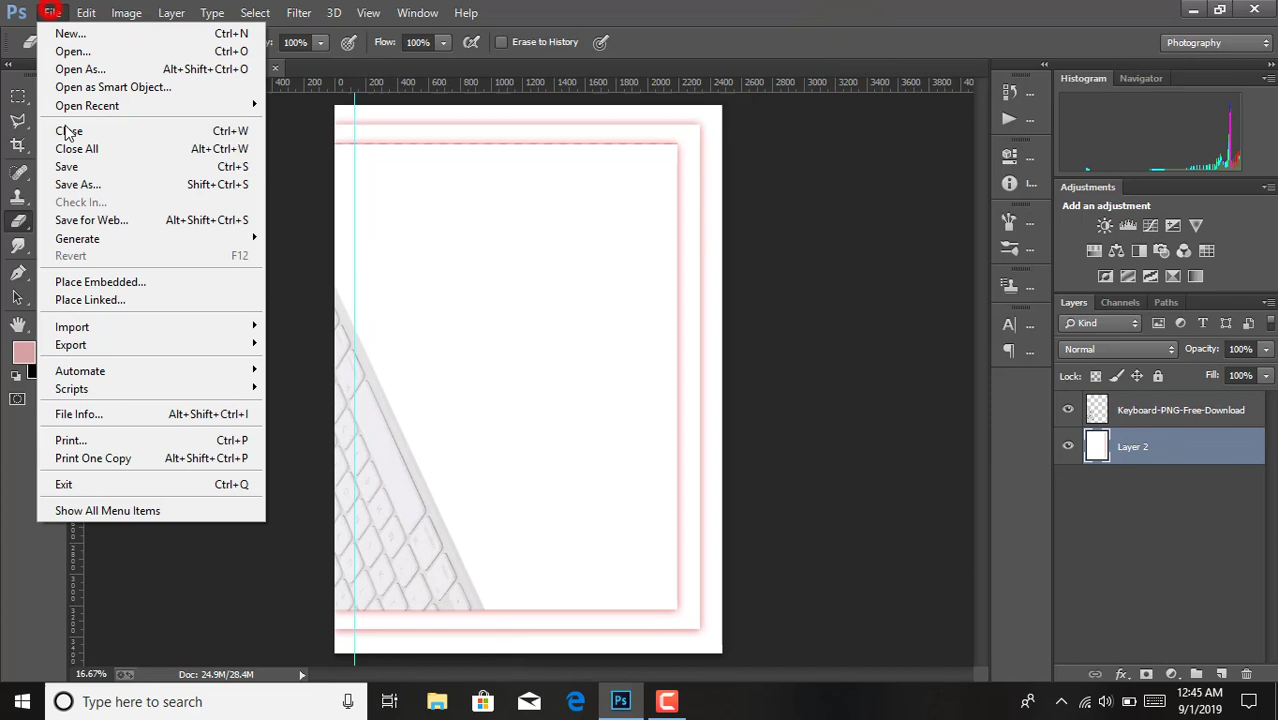 Ps File Edit Image Layer Type Select Filter 3D View Window Help
100% Flow: 100% Erase to History Photography
New... Ctrl+N
Open... Ctrl+O
Open As... Alt+Shift+Ctrl+O
Open as Smart Object...
Open Recent
Close Ctrl+W
Close All Alt+Ctrl+W
Save Ctrl+S
Save As... Shift+Ctrl+S
Check In...
Save for Web... Alt+Shift+Ctrl+S
Generate
Revert F12
Place Embedded...
Place Linked...
Import
Export
Automate
Scripts
File Info... Alt+Shift+Ctrl+I
Print... Ctrl+P
Print One Copy Alt+Shift+Ctrl+P
Exit Ctrl+Q
Show All Menu Items
400 200 0 200 400 600 800 1000 1200 1400 1600 1800 2000 2200 2400 2600 2800 3000 3200 3400 3600 3800
Histogram Navigator
Adjustments
Add an adjustment
Layers Channels Paths
Kind
Normal Opacity: 100%
Lock: Fill: 100%
Keyboard-PNG-Free-Download
Layer 2
16.67% Doc: 24.9M/28.4M
Type here to search
Ps
12:45 AM
9/1/2019